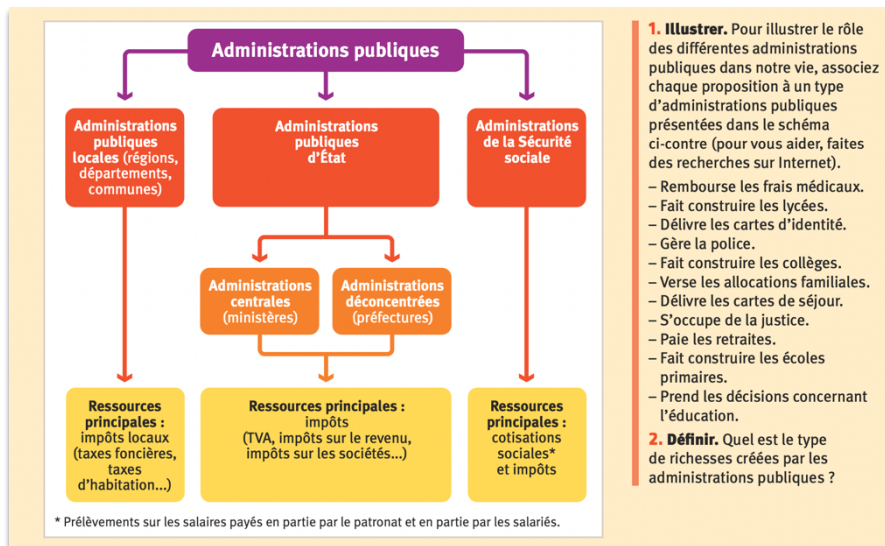 Administrations publiques
Administrations
publiques
locales (régions,
départements,
communes)
Administrations
publiques
d'État
Administrations
de la Sécurité
sociale
Administrations
centrales
(ministères)
Administrations
déconcentrées
(préfectures)
Ressources
principales :
impôts locaux
(taxes foncières,
taxes
d'habitation...)
Ressources principales :
impôts
(TVA, impôts sur le revenu,
impôts sur les sociétés...)
Ressources
principales :
cotisations
sociales*
et impôts
* Prélèvements sur les salaires payés en partie par le patronat et en partie par les salariés.
1. Illustrer. Pour illustrer le rôle
des différentes administrations
publiques dans notre vie, associez
chaque proposition à un type
d'administrations publiques
présentées dans le schéma
ci-contre (pour vous aider, faites
des recherches sur Internet).
– Rembourse les frais médicaux.
– Fait construire les lycées.
– Délivre les cartes d'identité.
– Gère la police.
– Fait construire les collèges.
– Verse les allocations familiales.
– Délivre les cartes de séjour.
– S'occupe de la justice.
– Paie les retraites.
– Fait construire les écoles
primaires.
– Prend les décisions concernant
l'éducation.
2. Définir. Quel est le type
de richesses créées par les
administrations publiques ?